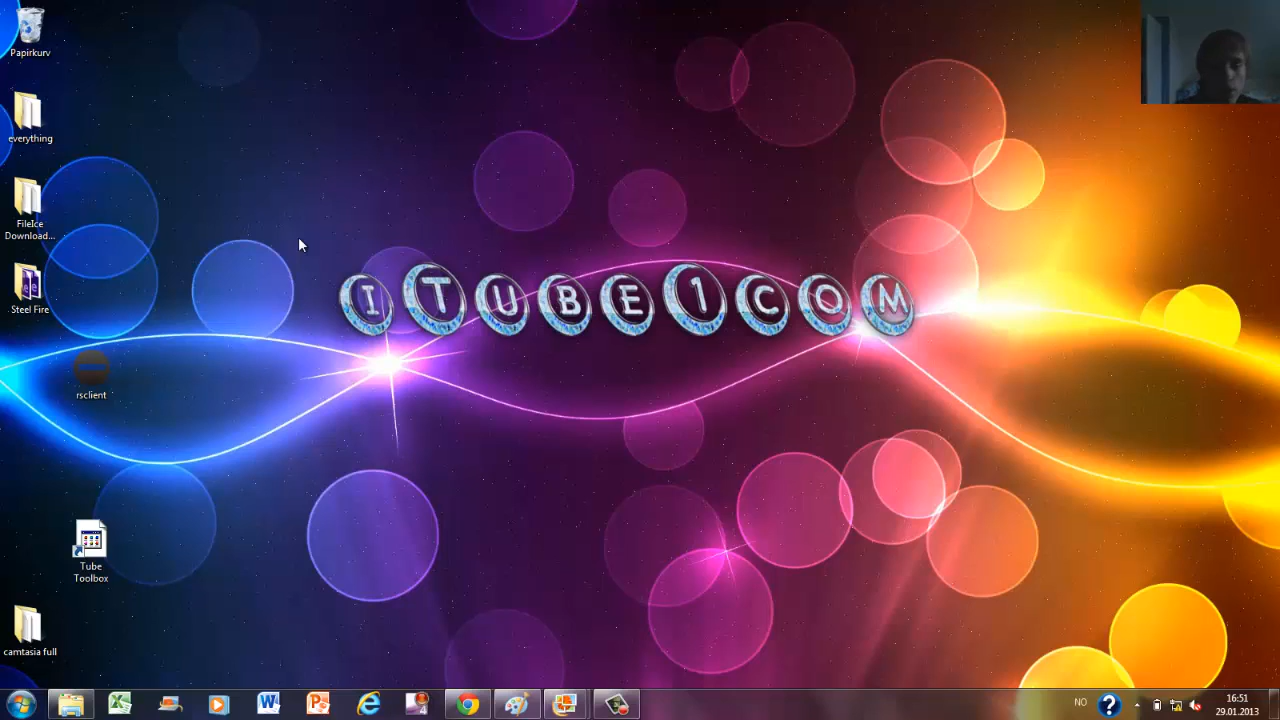 Papirkurv
everything
FileIce
Download...
Steel Fire
ITUBE1COM
rsclient
Tube
Toolbox
camtasia full
NO
16:51
29.01.2013